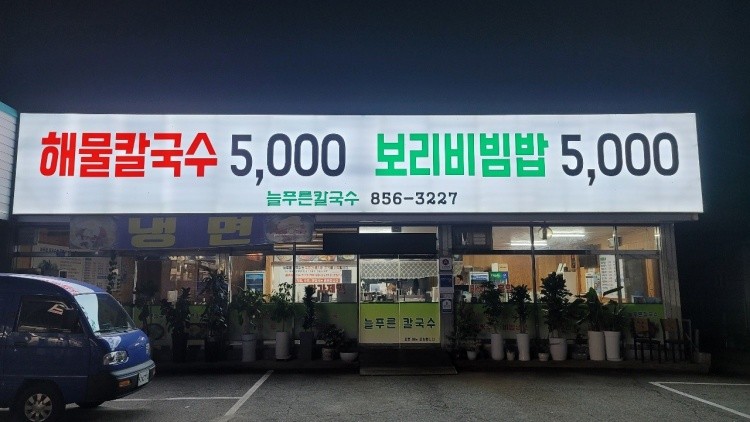 해물칼국수 5,000 보리비빔밥 5,000
늘푸른칼국수 856-3227
냉면
늘푸른 칼국수